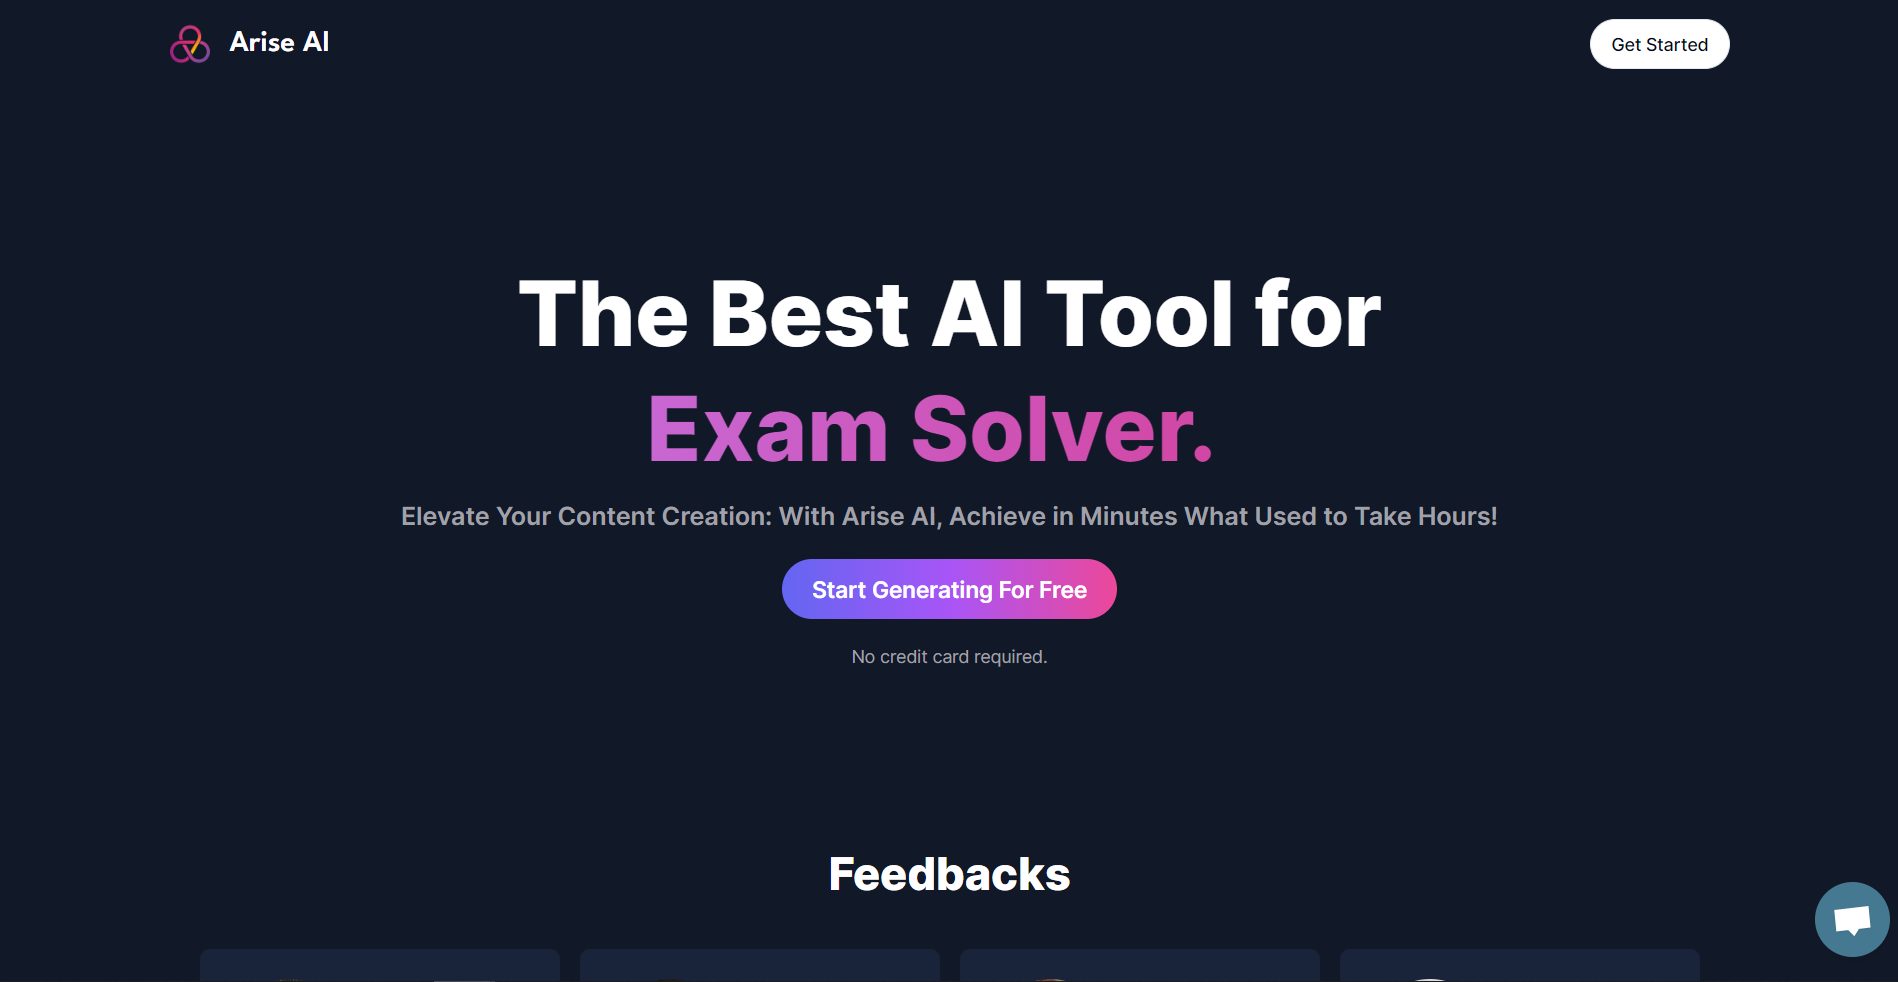 Arise AI
Get Started
The Best AI Tool for
Exam Solver.
Elevate Your Content Creation: With Arise AI, Achieve in Minutes What Used to Take Hours!
Start Generating For Free
No credit card required.
Feedbacks